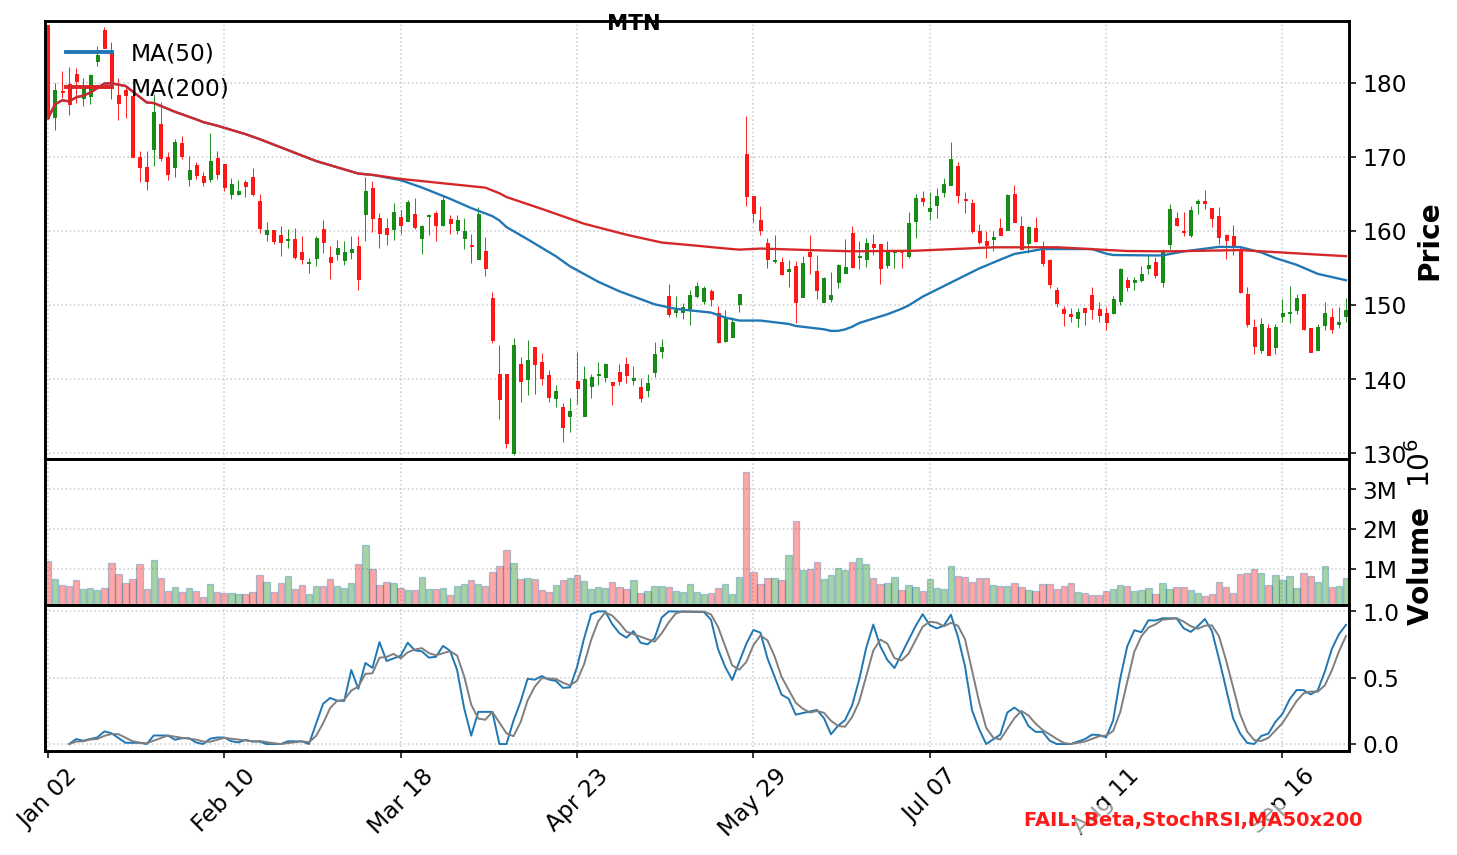 MTN
MA(50)
MA(200)
180
170
160
150
140
130
Price
3M
2M
1M
Volume 10^6
1.0
0.5
0.0
Jan 02
Feb 10
Mar 18
Apr 23
May 29
Jul 07
Aug 11
Sep 16
FAIL: Beta,StochRSI,MA50x200